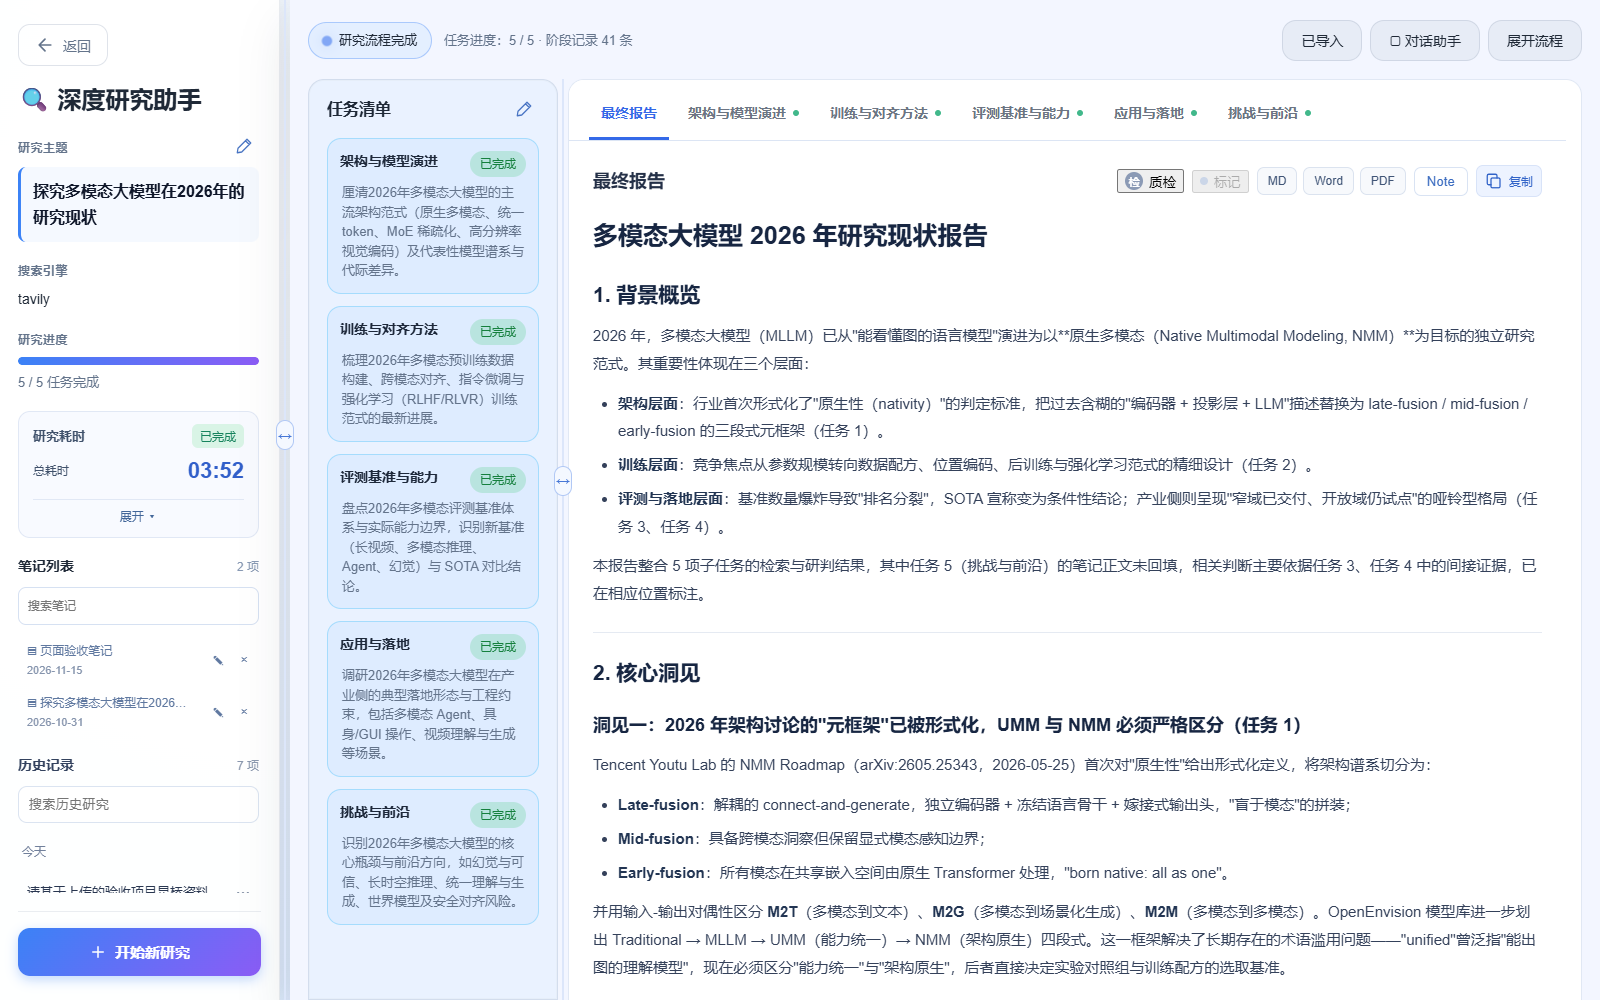 返回
深度研究助手
研究主题
探究多模态大模型在2026年的
研究现状
搜索引擎
tavily
研究进度
5 / 5 任务完成
研究耗时
已完成
总耗时
03:52
展开
笔记列表
2 项
搜索笔记
页面验收笔记
2026-11-15
探究多模态大模型在2026...
2026-10-31
历史记录
7 项
搜索历史研究
今天
请基于上传的验收项目最核资料
...
+ 开始新研究
研究流程完成
任务进度：5 / 5 · 阶段记录 41 条
已导入
对话助手
展开流程
任务清单
架构与模型演进
已完成
厘清2026年多模态大模型的主
流架构范式（原生多模态、统一
token、MoE 稀疏化、高分辨率
视觉编码）及代表性模型谱系与
代际差异。
训练与对齐方法
已完成
梳理2026年多模态预训练数据
构建、跨模态对齐、指令微调与
强化学习（RLHF/RLVR）训练
范式的最新进展。
评测基准与能力
已完成
盘点2026年多模态评测基准体
系与实际能力边界，识别新基准
（长视频、多模态推理、
Agent、幻觉）与 SOTA 对比结
论。
应用与落地
已完成
调研2026年多模态大模型在产
业侧的典型落地形态与工程约
束，包括多模态 Agent、具
身/GUI 操作、视频理解与生成
等场景。
挑战与前沿
已完成
识别2026年多模态大模型的核
心瓶颈与前沿方向，如幻觉与可
信、长时空推理、统一理解与生
成、世界模型及安全对齐风险。
最终报告
架构与模型演进
训练与对齐方法
评测基准与能力
应用与落地
挑战与前沿
最终报告
检 质检
标记
MD
Word
PDF
Note
复制
多模态大模型 2026 年研究现状报告
1. 背景概览
2026 年，多模态大模型（MLLM）已从"能看懂图的语言模型"演进为以**原生多模态（Native Multimodal Modeling, NMM）**为目标的独立研究
范式。其重要性体现在三个层面：
• 架构层面：行业首次形式化了"原生性（nativity）"的判定标准，把过去含糊的"编码器 + 投影层 + LLM"描述替换为 late-fusion / mid-fusion /
early-fusion 的三段式元框架（任务 1）。
• 训练层面：竞争焦点从参数规模转向数据配方、位置编码、后训练与强化学习范式的精细设计（任务 2）。
• 评测与落地层面：基准数量爆炸导致"排名分裂"，SOTA 宣称变为条件性结论；产业侧则呈现"窄域已交付、开放域仍试点"的哑铃型格局（任
务 3、任务 4）。
本报告整合 5 项子任务的检索与研判结果，其中任务 5（挑战与前沿）的笔记正文未回填，相关判断主要依据任务 3、任务 4 中的间接证据，已
在相应位置标注。
2. 核心洞见
洞见一：2026 年架构讨论的"元框架"已被形式化，UMM 与 NMM 必须严格区分（任务 1）
Tencent Youtu Lab 的 NMM Roadmap（arXiv:2605.25343，2026-05-25）首次对"原生性"给出形式化定义，将架构谱系切分为：
• Late-fusion：解耦的 connect-and-generate，独立编码器 + 冻结语言骨干 + 嫁接式输出头，"盲于模态"的拼装；
• Mid-fusion：具备跨模态洞察但保留显式模态感知边界；
• Early-fusion：所有模态在共享嵌入空间由原生 Transformer 处理，"born native: all as one"。
并用输入-输出对偶性区分 M2T（多模态到文本）、M2G（多模态到场景化生成）、M2M（多模态到多模态）。OpenEnvision 模型库进一步划
出 Traditional → MLLM → UMM（能力统一）→ NMM（架构原生）四段式。这一框架解决了长期存在的术语滥用问题——"unified"曾泛指"能出
图的理解模型"，现在必须区分"能力统一"与"架构原生"，后者直接决定实验对照组与训练配方的选取基准。